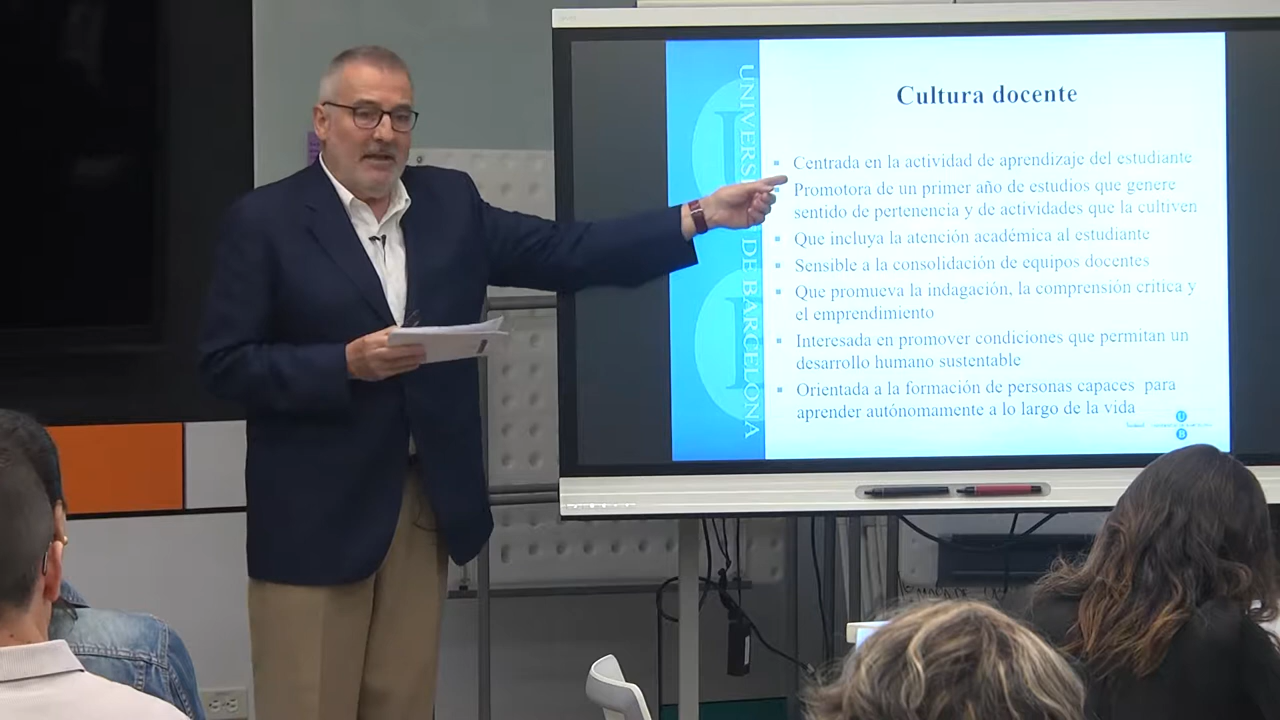 Cultura docente
Centrada en la actividad de aprendizaje del estudiante
Promotora de un primer año de estudios que genere
sentido de pertenencia y de actividades que la cultiven
Que incluya la atención académica al estudiante
Sensible a la consolidación de equipos docentes
Que promueva la indagación, la comprensión crítica y
el emprendimiento
Interesada en promover condiciones que permitan un
desarrollo humano sustentable
Orientada a la formación de personas capaces para
aprender autónomamente a lo largo de la vida
DE BARCELONA
U
B